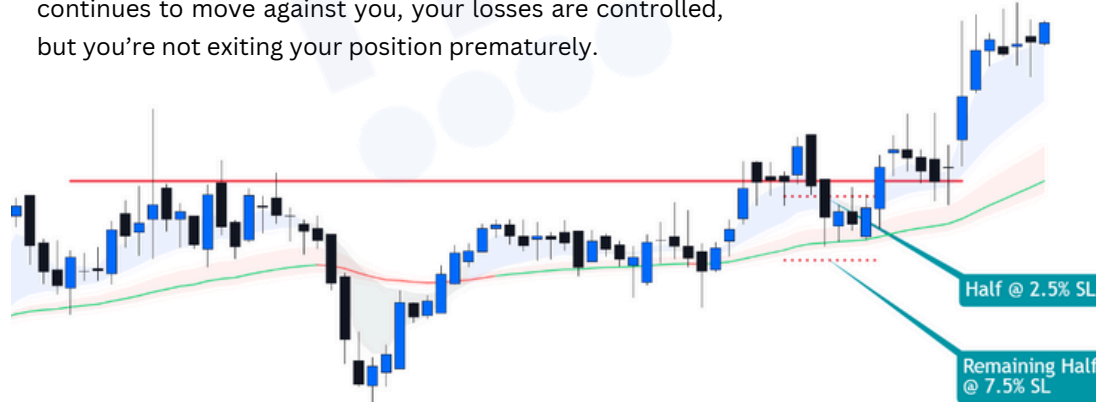 continues to move against you, your losses are controlled,
but you’re not exiting your position prematurely.
Half @ 2.5% SL
Remaining Half
@ 7.5% SL